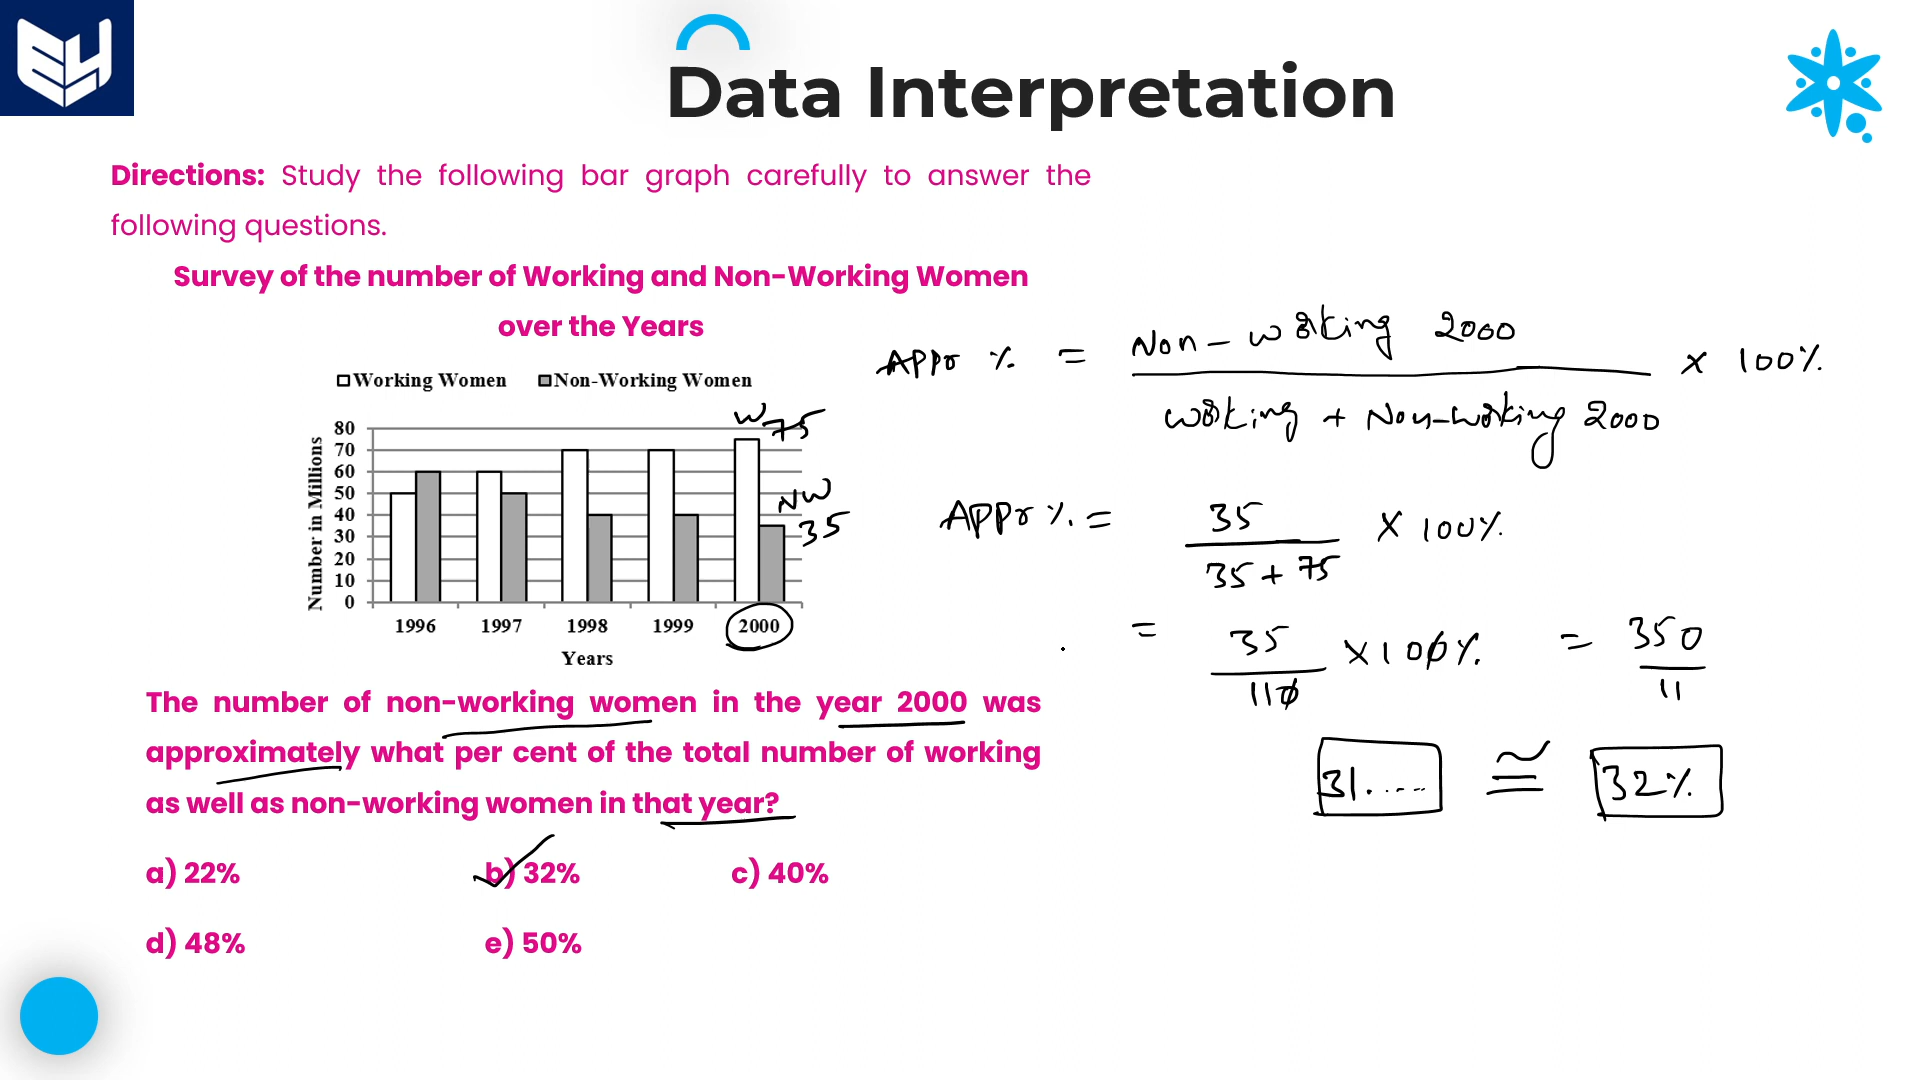 EY
Data Interpretation
Directions: Study the following bar graph carefully to answer the
following questions.
Survey of the number of Working and Non-Working Women
over the Years
Working Women Non-Working Women
Number in Millions
80
70
60
50
40
30
20
10
0
1996 1997 1998 1999 2000
Years
W 75
NW
35
The number of non-working women in the year 2000 was
approximately what per cent of the total number of working
as well as non-working women in that year?
a) 22% b) 32% c) 40%
d) 48% e) 50%
Appr % = Non-working 2000 × 100%
working + Non-working 2000
Appr % = 35 × 100%
35 + 75
= 35 × 100% = 350
110 11
31..... ≅ 32%